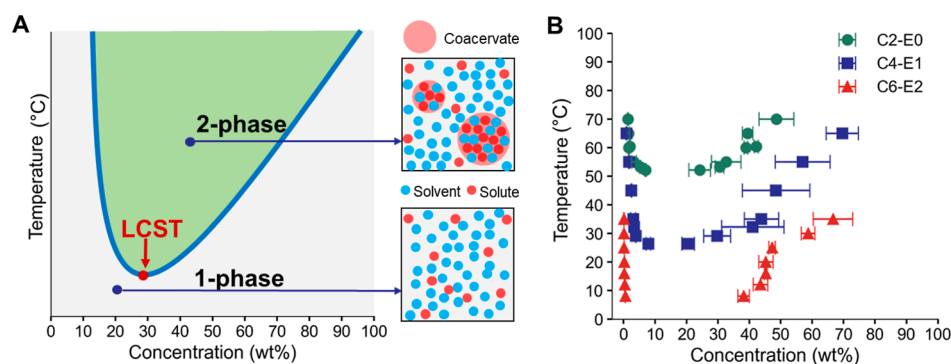 A
Temperature (°C)
2-phase
LCST
1-phase
0 10 20 30 40 50 60 70 80 90 100
Concentration (wt%)
Coacervate
Solvent Solute
B
Temperature (°C)
100
90
80
70
60
50
40
30
20
10
0
C2-E0
C4-E1
C6-E2
0 10 20 30 40 50 60 70 80 90 100
Concentration (wt%)